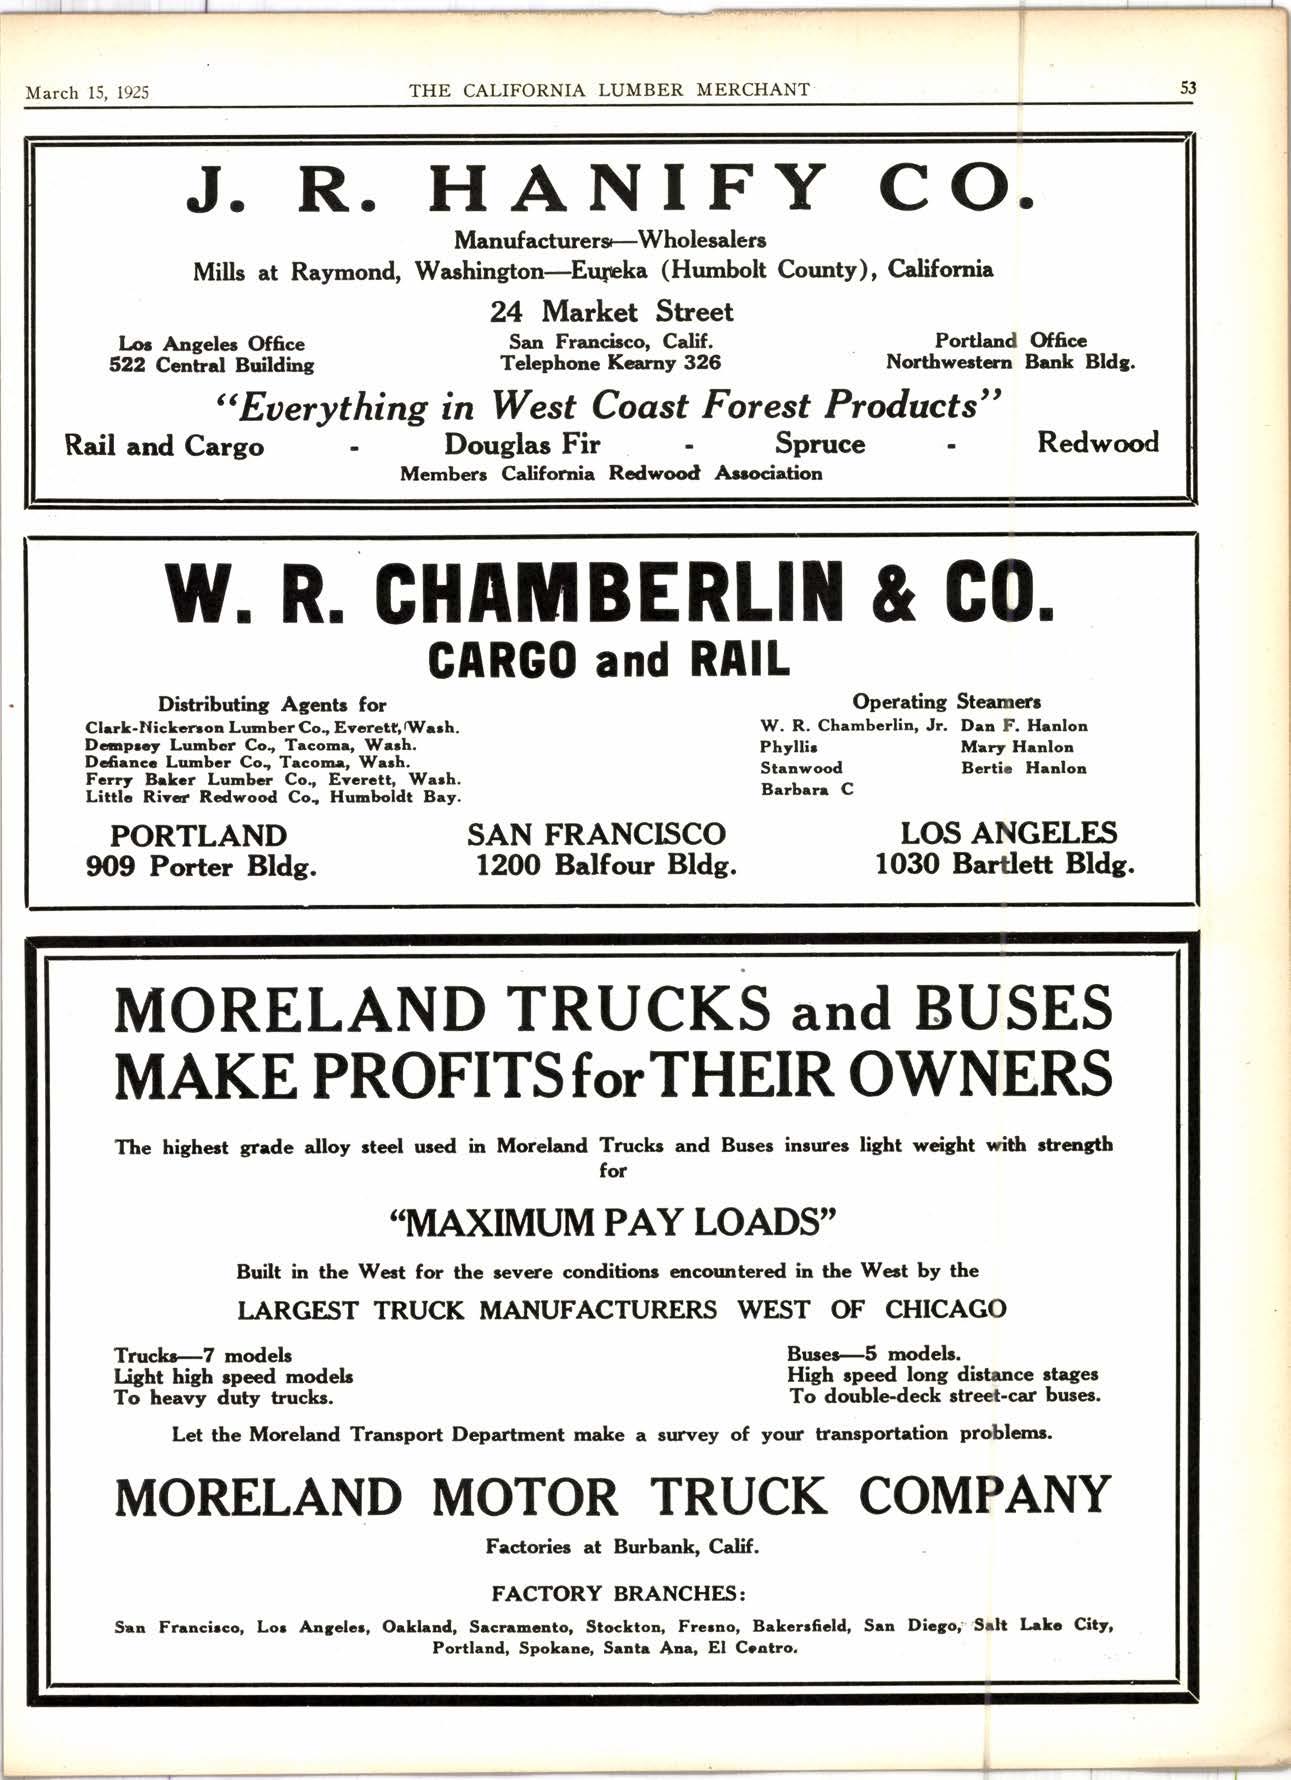 March 15, 1925 THE CALIFORNIA LUMBER MERCHANT 53
J. R. HANIFY CO.
Manufacturers—Wholesalers
Mills at Raymond, Washington—Eureka (Humbolt County), California
24 Market Street
Los Angeles Office San Francisco, Calif. Portland Office
522 Central Building Telephone Kearny 326 Northwestern Bank Bldg.
"Everything in West Coast Forest Products"
Rail and Cargo - Douglas Fir - Spruce - Redwood
Members California Redwood Association
W. R. CHAMBERLIN & CO.
CARGO and RAIL
Distributing Agents for
Clark-Nickerson Lumber Co., Everett, Wash.
Dempsey Lumber Co., Tacoma, Wash.
Defiance Lumber Co., Tacoma, Wash.
Ferry Baker Lumber Co., Everett, Wash.
Little River Redwood Co., Humboldt Bay.
Operating Steamers
W. R. Chamberlin, Jr. Dan F. Hanlon
Phyllis Mary Hanlon
Stanwood Bertie Hanlon
Barbara C
PORTLAND SAN FRANCISCO LOS ANGELES
909 Porter Bldg. 1200 Balfour Bldg. 1030 Bartlett Bldg.
MORELAND TRUCKS and BUSES
MAKE PROFITS for THEIR OWNERS
The highest grade alloy steel used in Moreland Trucks and Buses insures light weight with strength
for
"MAXIMUM PAY LOADS"
Built in the West for the severe conditions encountered in the West by the
LARGEST TRUCK MANUFACTURERS WEST OF CHICAGO
Trucks—7 models
Light high speed models
To heavy duty trucks.
Buses—5 models.
High speed long distance stages
To double-deck street-car buses.
Let the Moreland Transport Department make a survey of your transportation problems.
MORELAND MOTOR TRUCK COMPANY
Factories at Burbank, Calif.
FACTORY BRANCHES:
San Francisco, Los Angeles, Oakland, Sacramento, Stockton, Fresno, Bakersfield, San Diego, Salt Lake City,
Portland, Spokane, Santa Ana, El Centro.